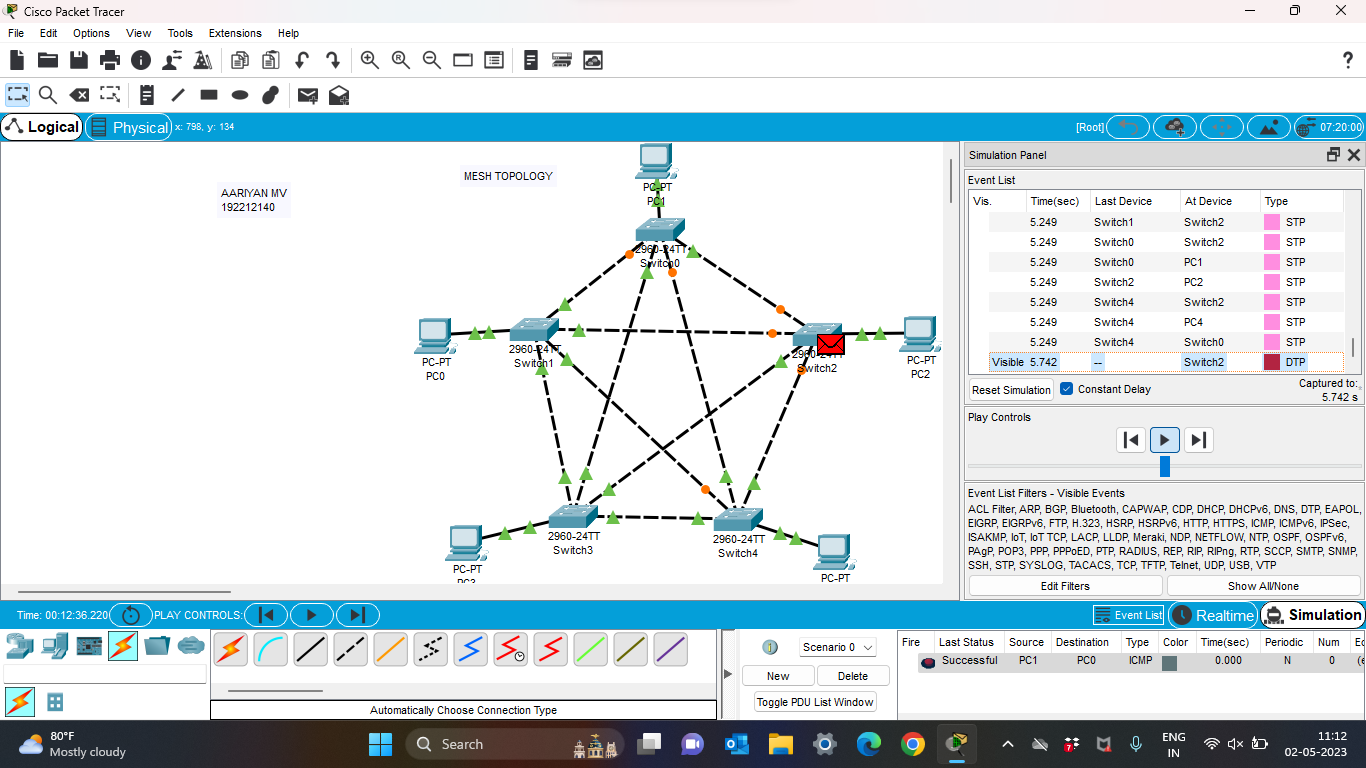 Cisco Packet Tracer
File Edit Options View Tools Extensions Help
?
Logical Physical x: 798, y: 134 [Root] 07:20:00
AARIYAN MV
192212140
MESH TOPOLOGY
PC-PT
PC1
2960-24TT
Switch0
PC-PT
PC0
2960-24TT
Switch1
2960-24TT
Switch2
PC-PT
PC2
2960-24TT
Switch3
2960-24TT
Switch4
PC-PT
PC3
PC-PT
Simulation Panel
Event List
Vis. Time(sec) Last Device At Device Type
5.249 Switch1 Switch2 STP
5.249 Switch0 Switch2 STP
5.249 Switch0 PC1 STP
5.249 Switch2 PC2 STP
5.249 Switch4 Switch2 STP
5.249 Switch4 PC4 STP
5.249 Switch4 Switch0 STP
Visible 5.742 -- Switch2 DTP
Reset Simulation Constant Delay Captured to:
5.742 s
Play Controls
Event List Filters - Visible Events
ACL Filter, ARP, BGP, Bluetooth, CAPWAP, CDP, DHCP, DHCPv6, DNS, DTP, EAPOL,
EIGRP, EIGRPv6, FTP, H.323, HSRP, HSRPv6, HTTP, HTTPS, ICMP, ICMPv6, IPSec,
ISAKMP, IoT, IoT TCP, LACP, LLDP, Meraki, NDP, NETFLOW, NTP, OSPF, OSPFv6,
PAgP, POP3, PPP, PPPoED, PTP, RADIUS, REP, RIP, RIPng, RTP, SCCP, SMTP, SNMP,
SSH, STP, SYSLOG, TACACS, TCP, TFTP, Telnet, UDP, USB, VTP
Edit Filters Show All/None
Time: 00:12:36.220 PLAY CONTROLS: Event List Realtime Simulation
Automatically Choose Connection Type
Scenario 0
New Delete
Toggle PDU List Window
Fire Last Status Source Destination Type Color Time(sec) Periodic Num
Successful PC1 PC0 ICMP 0.000 N 0
80°F
Mostly cloudy
Search
ENG
IN
11:12
02-05-2023